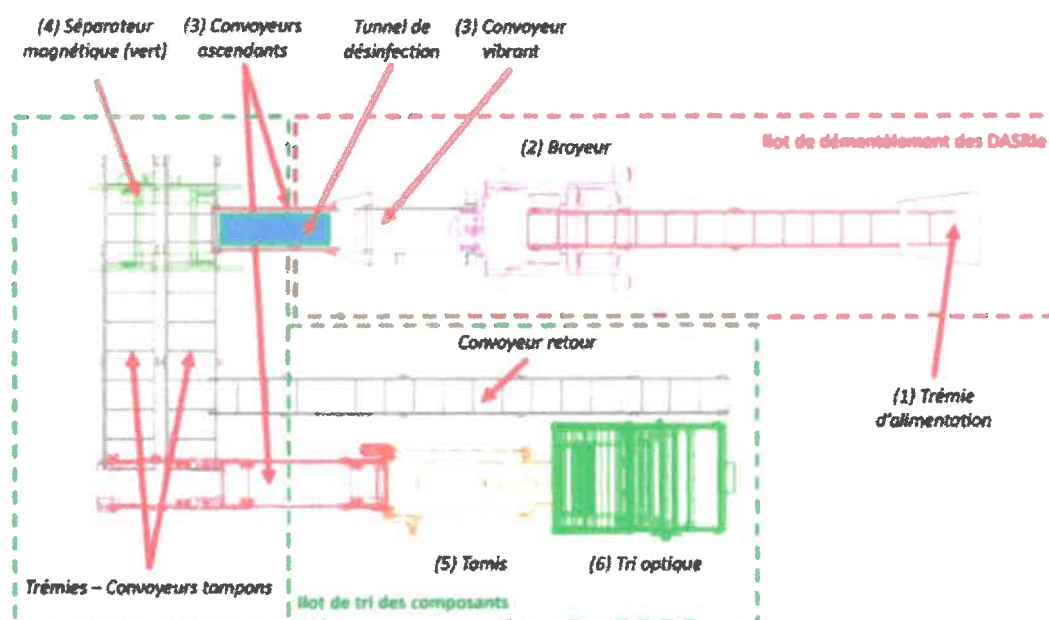 (4) Séparateur
magnétique (vert)
(3) Convoyeurs
ascendants
Tunnel de
désinfection
(3) Convoyeur
vibrant
(2) Broyeur
Ilot de démantèlement des DASRIe
Convoyeur retour
(1) Trémie
d'alimentation
(5) Tamis
(6) Tri optique
Trémies – Convoyeurs tampons
Ilot de tri des composants